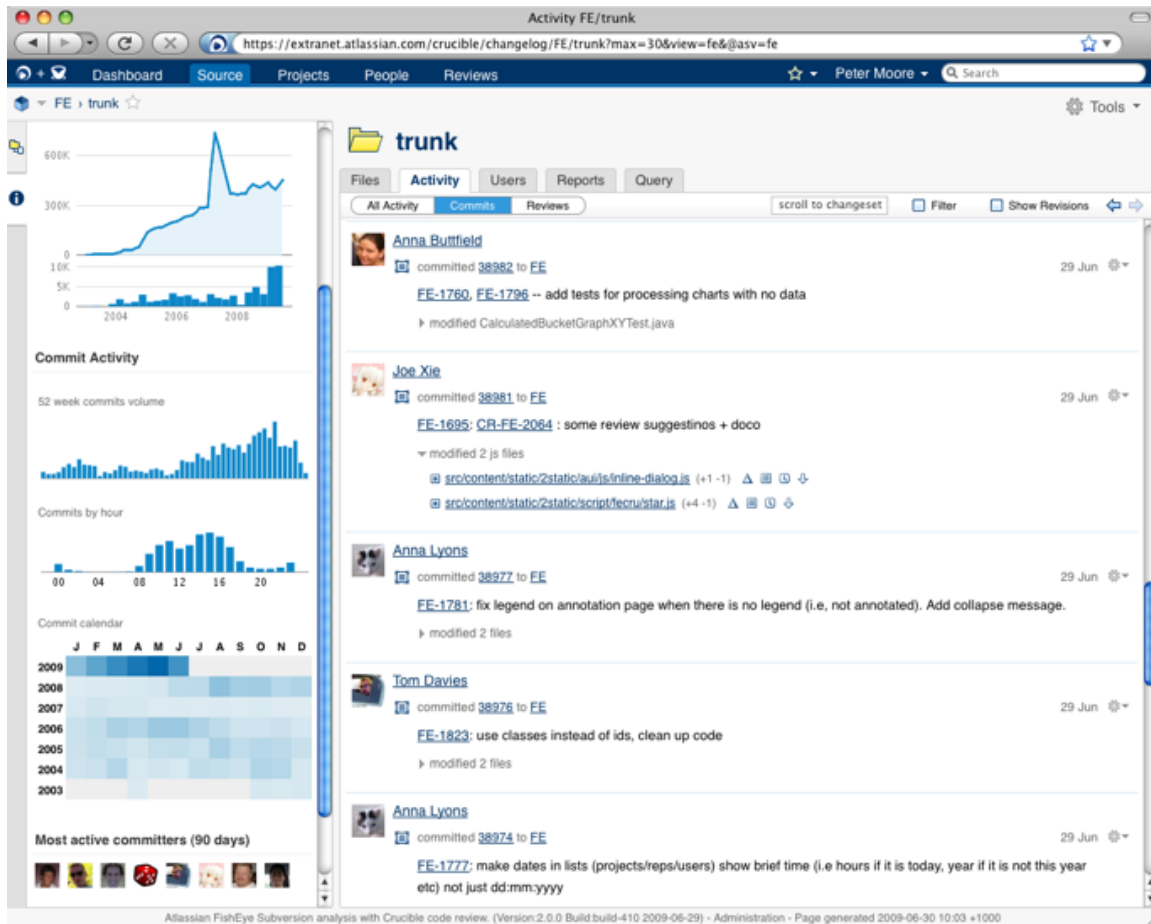 Activity FE/trunk
https://extranet.atlassian.com/crucible/changelog/FE/trunk?max=30&view=fe&@asv=fe
Dashboard Source Projects People Reviews Peter Moore Search
FE › trunk Tools
600K
300K
0
10K
5K
0
2004 2006 2008
Commit Activity
52 week commits volume
Commits by hour
00 04 08 12 16 20
Commit calendar
J F M A M J J A S O N D
2009
2008
2007
2006
2005
2004
2003
Most active committers (90 days)
trunk
Files Activity Users Reports Query
All Activity Commits Reviews scroll to changeset Filter Show Revisions
Anna Buttfield
committed 38982 to FE 29 Jun
FE-1760, FE-1796 -- add tests for processing charts with no data
modified CalculatedBucketGraphXYTest.java
Joe Xie
committed 38981 to FE 29 Jun
FE-1695: CR-FE-2064 : some review suggestinos + doco
modified 2 js files
src/content/static/2static/aui/js/inline-dialog.js (+1 -1)
src/content/static/2static/script/fecru/star.js (+4 -1)
Anna Lyons
committed 38977 to FE 29 Jun
FE-1781: fix legend on annotation page when there is no legend (i.e, not annotated). Add collapse message.
modified 2 files
Tom Davies
committed 38976 to FE 29 Jun
FE-1823: use classes instead of ids, clean up code
modified 2 files
Anna Lyons
committed 38974 to FE 29 Jun
FE-1777: make dates in lists (projects/reps/users) show brief time (i.e hours if it is today, year if it is not this year
etc) not just dd:mm:yyyy
Atlassian FishEye Subversion analysis with Crucible code review. (Version:2.0.0 Build:build-410 2009-06-29) - Administration - Page generated 2009-06-30 10:03 +1000